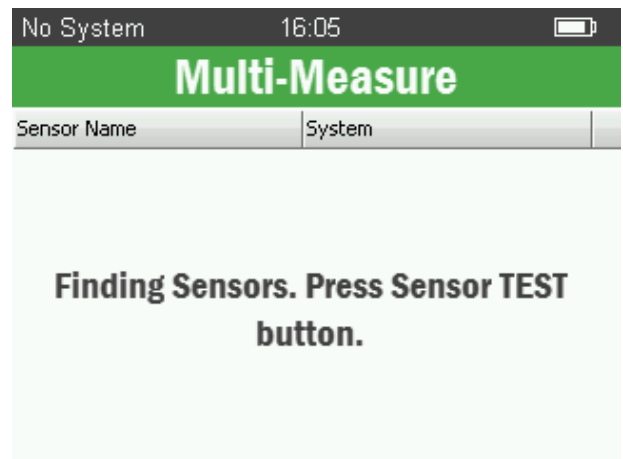 No System 16:05
Multi-Measure
Sensor Name System
Finding Sensors. Press Sensor TEST
button.